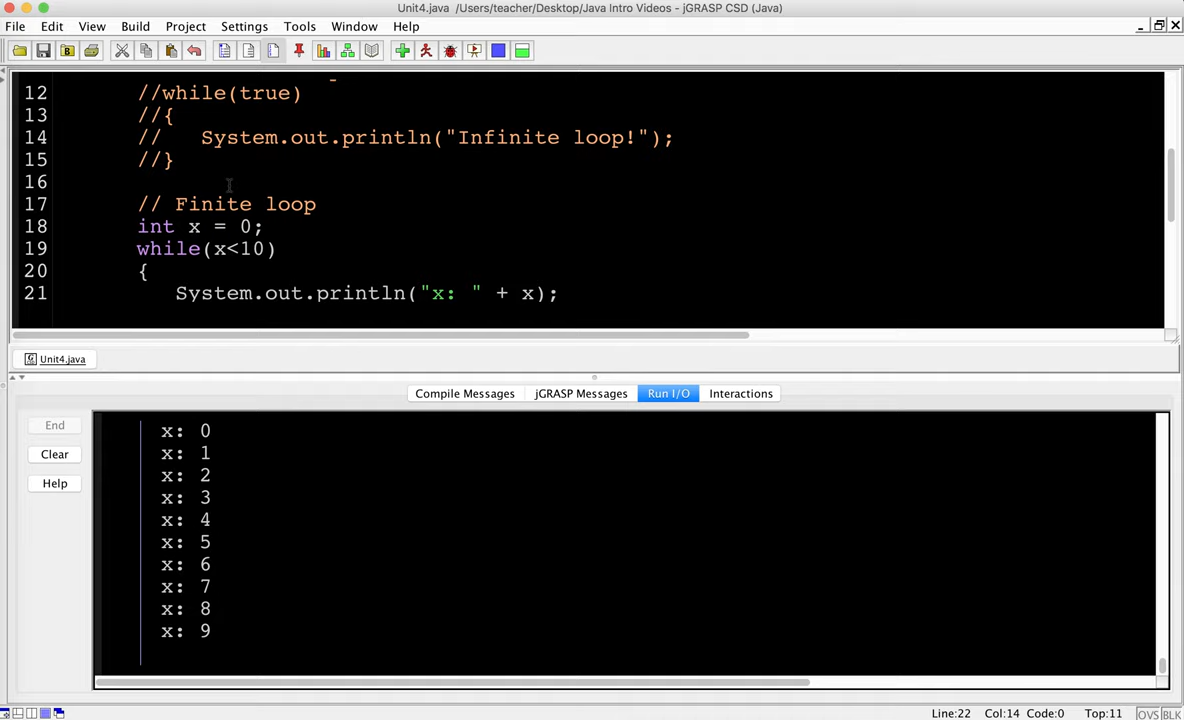 Unit4.java /Users/teacher/Desktop/Java Intro Videos - jGRASP CSD (Java)
File Edit View Build Project Settings Tools Window Help
12 //while(true)
13 //{
14 // System.out.println("Infinite loop!");
15 //}
16
17 // Finite loop
18 int x = 0;
19 while(x<10)
20 {
21 System.out.println("x: " + x);
Unit4.java
Compile Messages jGRASP Messages Run I/O Interactions
End
Clear
Help
x: 0
x: 1
x: 2
x: 3
x: 4
x: 5
x: 6
x: 7
x: 8
x: 9
Line:22 Col:14 Code:0 Top:11 OVS BLK